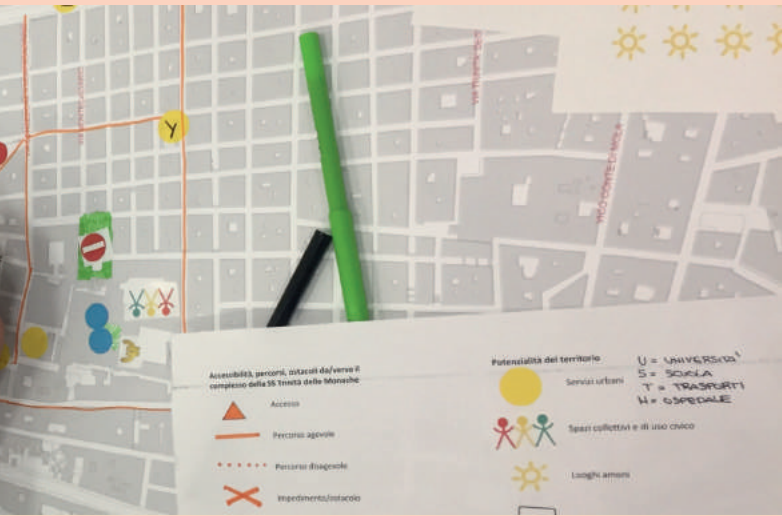 VICO CONTE DI MOLA
Y
Accessibilità, percorsi, ostacoli da/verso il
complesso della SS Trinità delle Monache
Accesso
Percorso agevole
Percorso disagevole
Impedimento/ostacolo
Potenzialità del territorio
Servizi urbani
Spazi collettivi e di uso civico
Luoghi ameni
U = UNIVERSITA'
S = SCUOLA
T = TRASPORTI
H = OSPEDALE